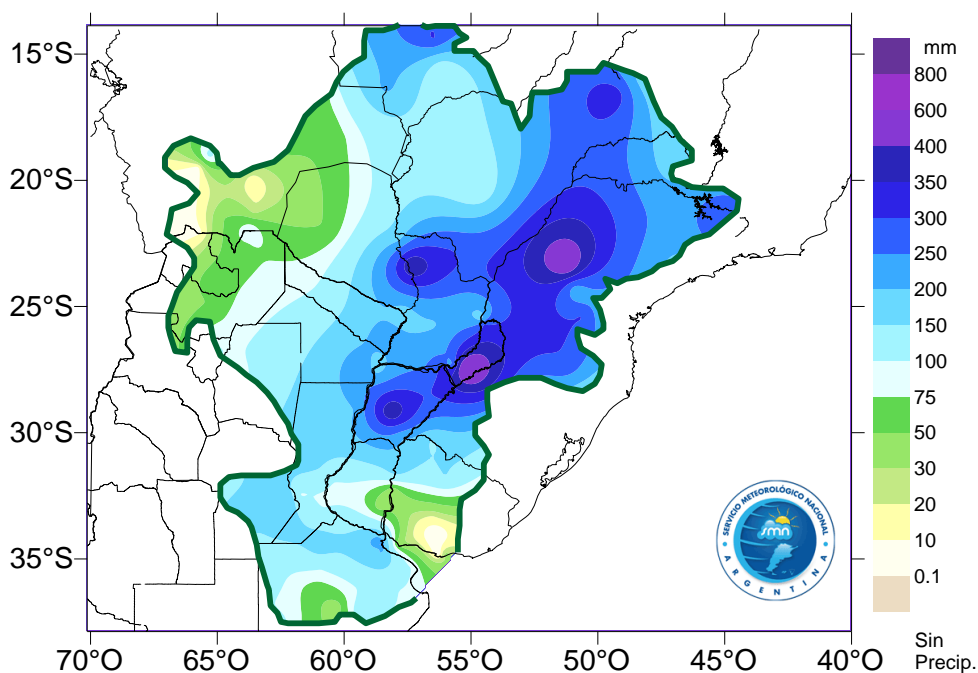 mm
800
600
400
350
300
250
200
150
100
75
50
30
20
10
0.1
Sin
Precip.
15°S
20°S
25°S
30°S
35°S
70°O
65°O
60°O
55°O
50°O
45°O
40°O
SERVICIO METEOROLÓGICO NACIONAL
smn
ARGENTINA